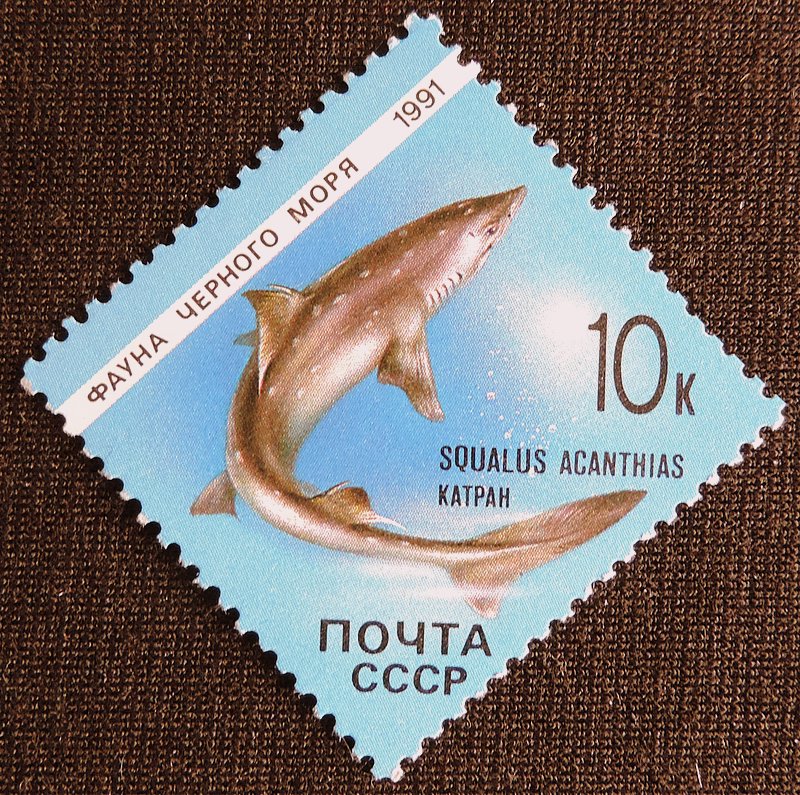 ФАУНА ЧЕРНОГО МОРЯ 1991
10К
SQUALUS ACANTHIAS
КАТРАН
ПОЧТА
СССР